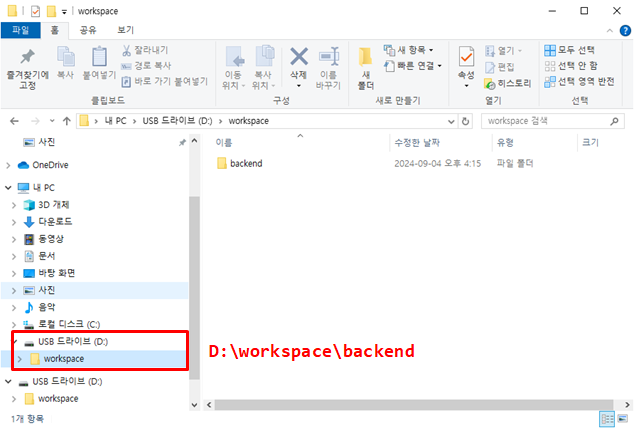 workspace
파일
홈
공유
보기
즐겨찾기에
고정
복사
붙여넣기
잘라내기
경로 복사
바로 가기 붙여넣기
클립보드
이동
위치
복사
위치
삭제
이름
바꾸기
구성
새
폴더
새 항목
빠른 연결
새로 만들기
속성
열기
편집
히스토리
열기
모두 선택
선택 안 함
선택 영역 반전
선택
내 PC > USB 드라이브 (D:) > workspace
workspace 검색
사진
OneDrive
내 PC
3D 개체
다운로드
동영상
문서
바탕 화면
사진
음악
로컬 디스크 (C:)
USB 드라이브 (D:)
workspace
USB 드라이브 (D:)
workspace
이름
수정한 날짜
유형
크기
backend
2024-09-04 오후 4:15
파일 폴더
D:\workspace\backend
1개 항목